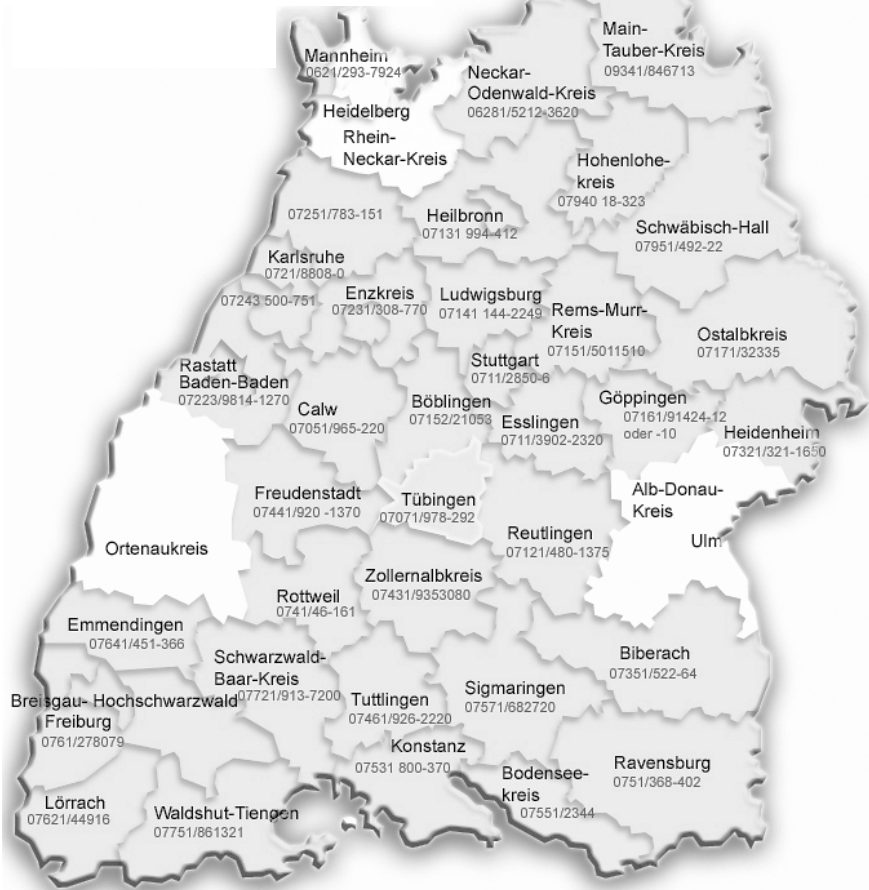 Main-
Tauber-Kreis
09341/846713
Mannheim
0621/293-7924
Neckar-
Odenwald-Kreis
06281/5212-3620
Heidelberg
Rhein-
Neckar-Kreis
Hohenlohe-
kreis
07940 18-323
07251/783-151
Heilbronn
07131 994-412
Schwäbisch-Hall
07951/492-22
Karlsruhe
0721/8808-0
07243 500-751
Enzkreis
07231/308-770
Ludwigsburg
07141 144-2249
Rems-Murr-
Kreis
07151/5011510
Ostalbkreis
07171/32335
Rastatt
Baden-Baden
07223/9814-1270
Stuttgart
0711/2850-6
Calw
07051/965-220
Böblingen
07152/21053
Esslingen
0711/3902-2320
Göppingen
07161/91424-12
oder -10
Heidenheim
07321/321-1650
Freudenstadt
07441/920 -1370
Tübingen
07071/978-292
Alb-Donau-
Kreis
Ulm
Reutlingen
07121/480-1375
Ortenaukreis
Zollernalbkreis
07431/9353080
Rottweil
0741/46-161
Emmendingen
07641/451-366
Schwarzwald-
Baar-Kreis
07721/913-7200
Biberach
07351/522-64
Breisgau- Hochschwarzwald
Freiburg
0761/278079
Tuttlingen
07461/926-2220
Sigmaringen
07571/682720
Konstanz
07531 800-370
Bodensee-
kreis
07551/2344
Ravensburg
0751/368-402
Lörrach
07621/44916
Waldshut-Tiengen
07751/861321